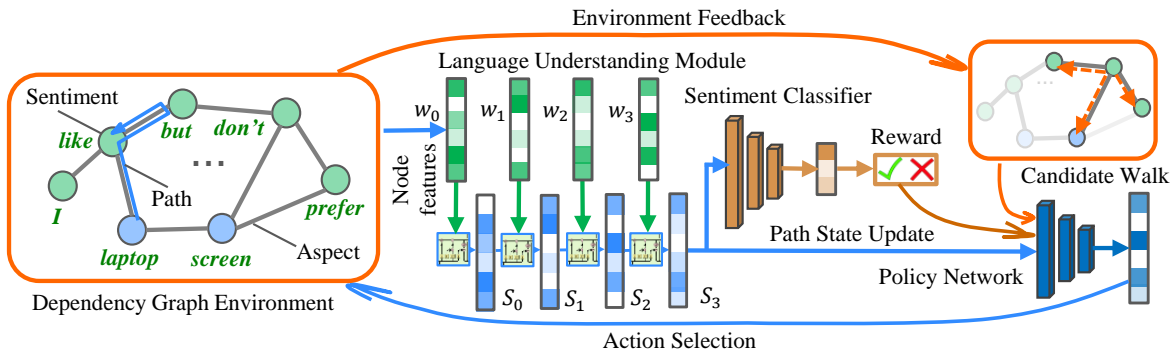 Environment Feedback
Language Understanding Module
Sentiment
like
but
don't
...
I
Path
prefer
laptop
screen
Aspect
Dependency Graph Environment
Node
features
w0
w1
w2
w3
S0
S1
S2
S3
Sentiment Classifier
Reward
...
Candidate Walk
Path State Update
Policy Network
Action Selection